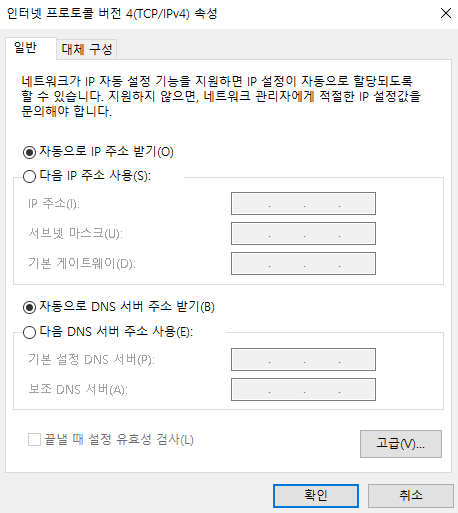 인터넷 프로토콜 버전 4(TCP/IPv4) 속성
일반
대체 구성
네트워크가 IP 자동 설정 기능을 지원하면 IP 설정이 자동으로 할당되도록
할 수 있습니다. 지원하지 않으면, 네트워크 관리자에게 적절한 IP 설정값을
문의해야 합니다.
자동으로 IP 주소 받기(O)
다음 IP 주소 사용(S):
IP 주소(I):
서브넷 마스크(U):
기본 게이트웨이(D):
자동으로 DNS 서버 주소 받기(B)
다음 DNS 서버 주소 사용(E):
기본 설정 DNS 서버(P):
보조 DNS 서버(A):
끝낼 때 설정 유효성 검사(L)
고급(V)...
확인
취소